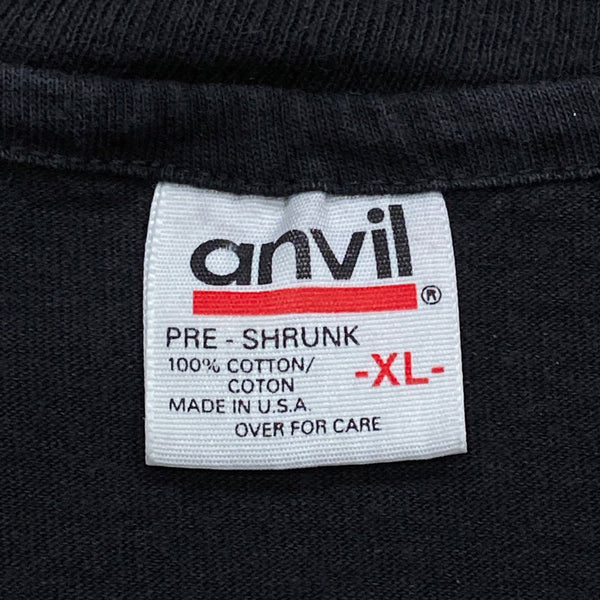 anvil®
PRE - SHRUNK
100% COTTON/
COTON
-XL-
MADE IN U.S.A.
OVER FOR CARE